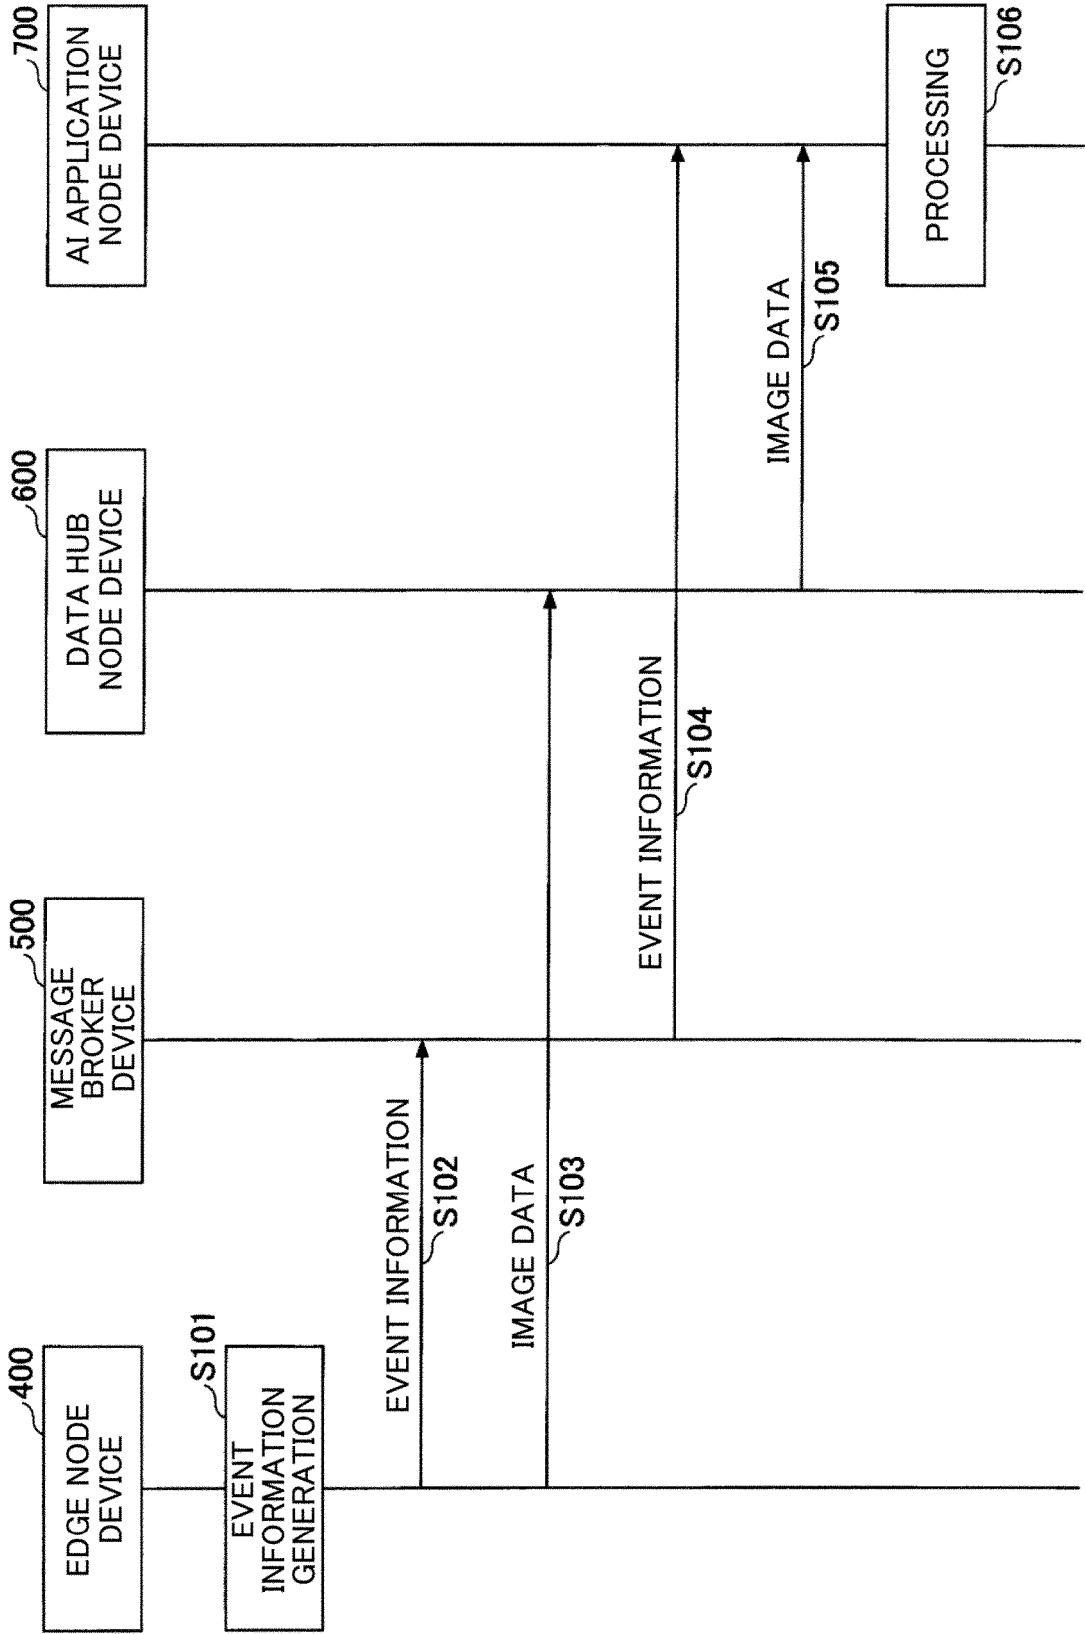 400
EDGE NODE
DEVICE
500
MESSAGE
BROKER
DEVICE
600
DATA HUB
NODE DEVICE
700
AI APPLICATION
NODE DEVICE
S101
EVENT
INFORMATION
GENERATION
EVENT INFORMATION
S102
IMAGE DATA
S103
EVENT INFORMATION
S104
IMAGE DATA
S105
PROCESSING
S106